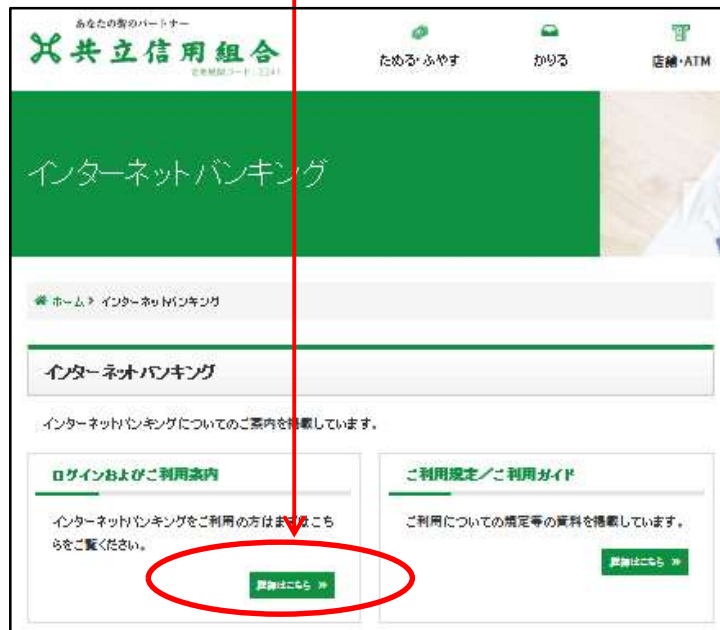 あなたの街のパートナー
共立信用組合
金融機関コード:2241
ためる・ふやす
かりる
店舗・ATM
インターネットバンキング
ホーム > インターネットバンキング
インターネットバンキング
インターネットバンキングについてのご案内を掲載しています。
ログインおよびご利用案内
インターネットバンキングをご利用の方はまずはこち
らをご覧ください。
詳細はこちら »
ご利用規定／ご利用ガイド
ご利用についての規定等の資料を掲載しています。
詳細はこちら »